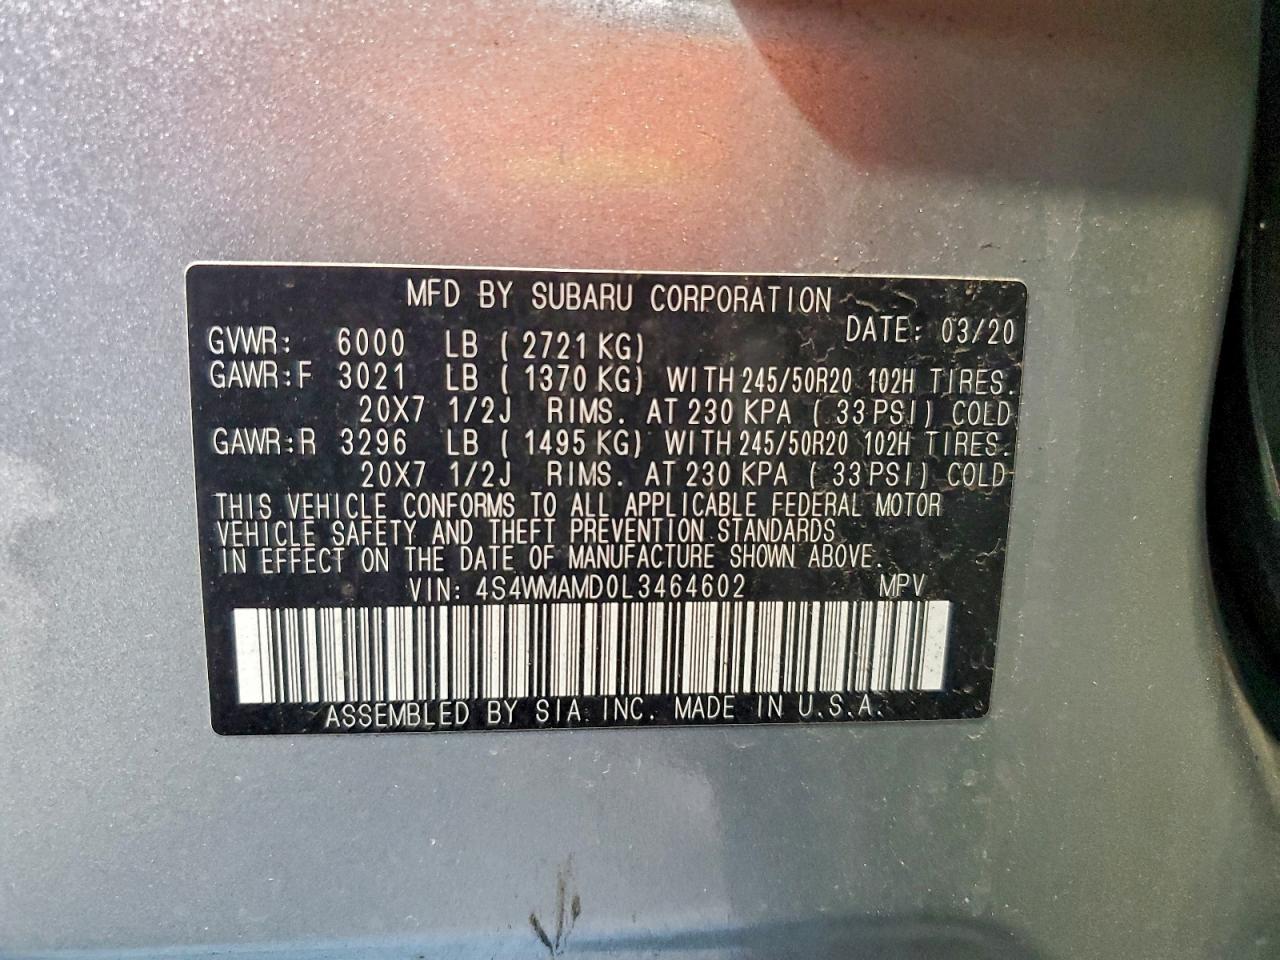 MFD BY SUBARU CORPORATION
DATE: 03/20
GVWR: 6000 LB (2721 KG)
GAWR:F 3021 LB (1370 KG) WITH 245/50R20 102H TIRES.
20X7 1/2J RIMS. AT 230 KPA (33 PSI) COLD
GAWR:R 3296 LB (1495 KG) WITH 245/50R20 102H TIRES.
20X7 1/2J RIMS. AT 230 KPA (33 PSI) COLD
THIS VEHICLE CONFORMS TO ALL APPLICABLE FEDERAL MOTOR
VEHICLE SAFETY AND THEFT PREVENTION STANDARDS
IN EFFECT ON THE DATE OF MANUFACTURE SHOWN ABOVE.
VIN: 4S4WMAMD0L3464602 MPV
ASSEMBLED BY SIA INC. MADE IN U.S.A.